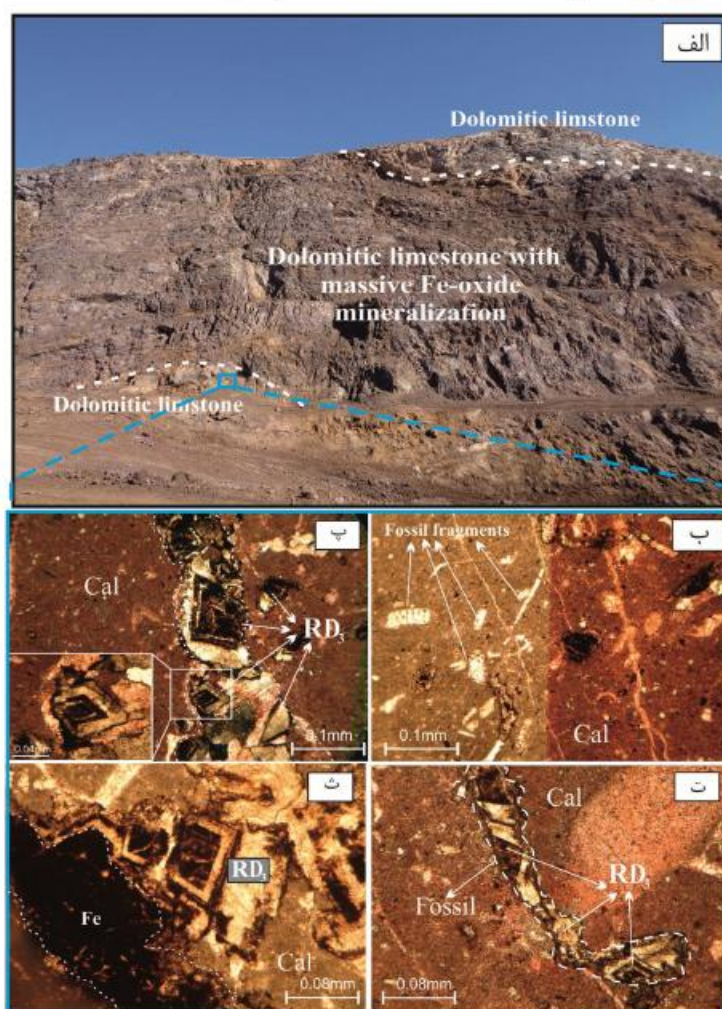 الف
Dolomitic limstone
Dolomitic limestone with
massive Fe-oxide
mineralization
Dolomitic limstone
ب
Fossil fragments
Cal
0.1mm
پ
Cal
RD₃
0.1mm
ت
Cal
RD₃
Fossil
0.08mm
ث
RD₃
Fe
Cal
0.08mm